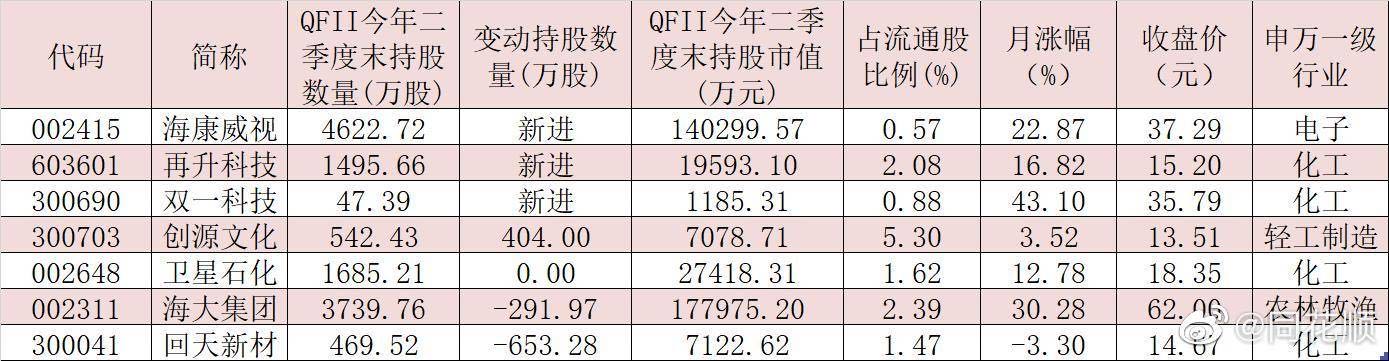 代码 简称 QFII今年二季度末持股数量(万股) 变动持股数量(万股) QFII今年二季度末持股市值(万元) 占流通股比例(%) 月涨幅（%） 收盘价（元） 申万一级行业
002415 海康威视 4622.72 新进 140299.57 0.57 22.87 37.29 电子
603601 再升科技 1495.66 新进 19593.10 2.08 16.82 15.20 化工
300690 双一科技 47.39 新进 1185.31 0.88 43.10 35.79 化工
300703 创源文化 542.43 404.00 7078.71 5.30 3.52 13.51 轻工制造
002648 卫星石化 1685.21 0.00 27418.31 1.62 12.78 18.35 化工
002311 海大集团 3739.76 -291.97 177975.20 2.39 30.28 62.06 农林牧渔
300041 回天新材 469.52 -653.28 7122.62 1.47 -3.30 14.67 化工
@同花顺